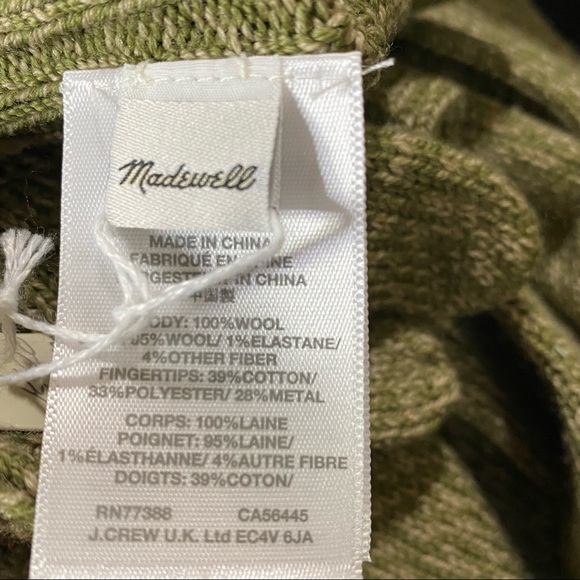 Madewell
MADE IN CHINA
FABRIQUÉ EN
IN CHINA
中国製
BODY: 100%WOOL
95%WOOL/ 1%ELASTANE/
4%OTHER FIBER
FINGERTIPS: 39%COTTON/
33%POLYESTER/ 28%METAL
CORPS: 100%LAINE
POIGNET: 95%LAINE/
1%ÉLASTHANNE/ 4%AUTRE FIBRE
DOIGTS: 39%COTON/
RN77388 CA56445
J.CREW U.K. Ltd EC4V 6JA